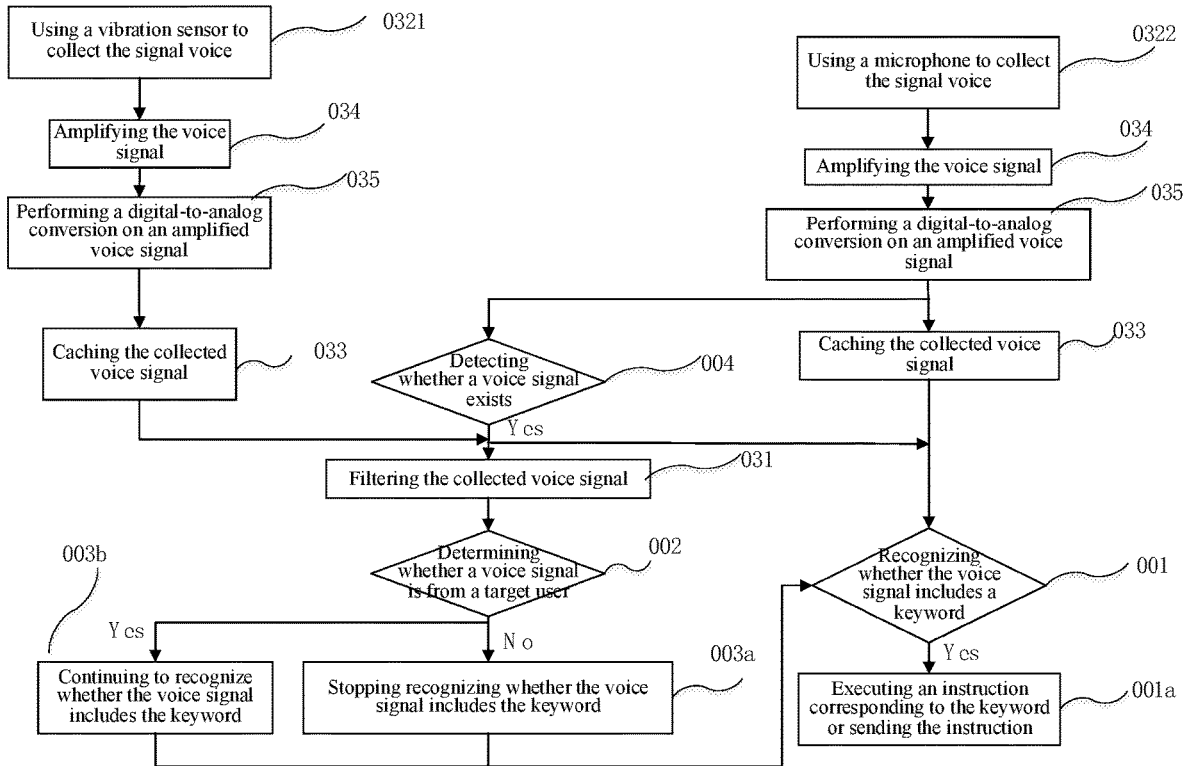 Using a vibration sensor to
collect the signal voice
0321
Using a microphone to collect
the signal voice
0322
Amplifying the voice
signal
034
Amplifying the voice signal
034
Performing a digital-to-analog
conversion on an amplified
voice signal
035
Performing a digital-to-analog
conversion on an amplified voice
signal
035
Caching the collected
voice signal
033
Detecting
whether a voice signal
exists
004
Caching the collected voice
signal
033
Yes
Filtering the collected voice signal
031
Determining
whether a voice signal
is from a target user
002
Recognizing
whether the voice
signal includes a
keyword
001
003b
Yes
No
Yes
Continuing to recognize
whether the voice signal
includes the keyword
Stopping recognizing whether the voice
signal includes the keyword
003a
Executing an instruction
corresponding to the keyword
or sending the instruction
001a